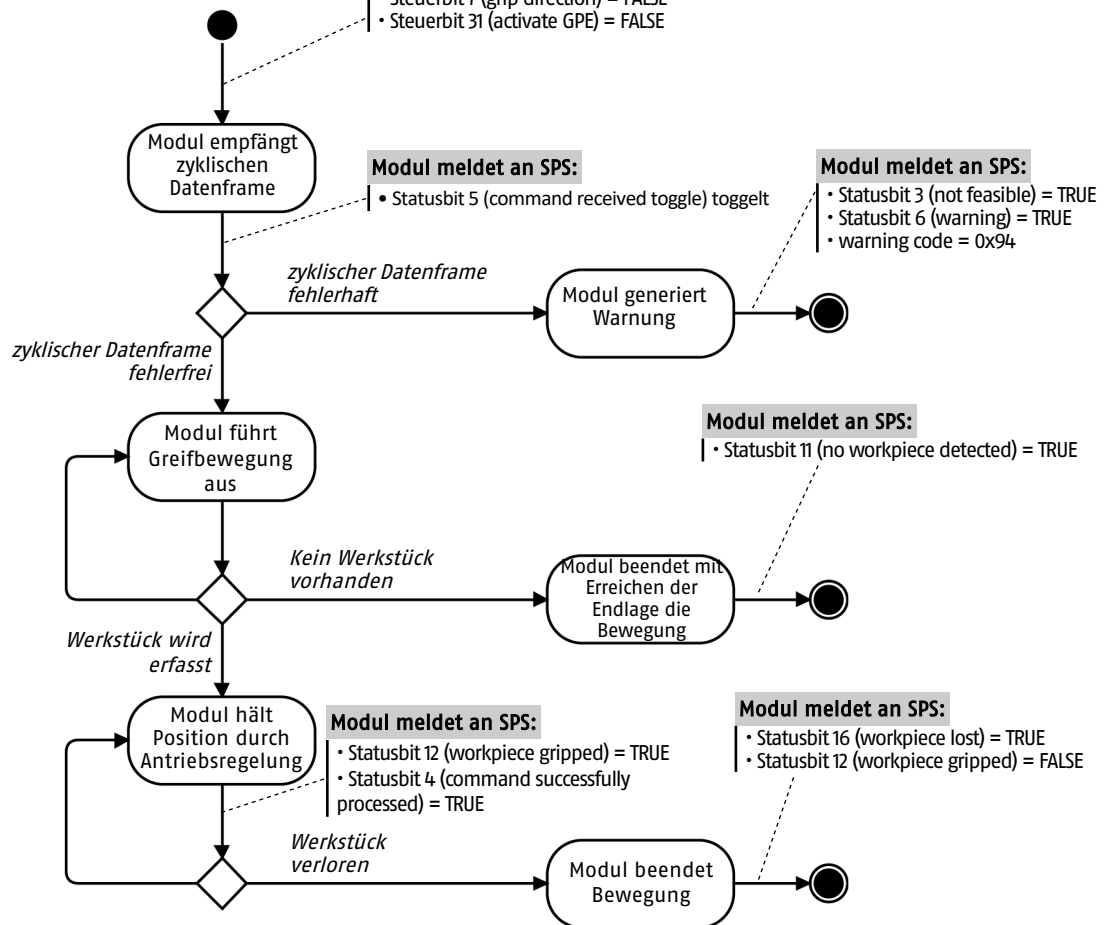 • Steuerbit 7 (grip direction) = FALSE
• Steuerbit 31 (activate GPE) = FALSE
Modul empfängt
zyklischen
Datenframe
Modul meldet an SPS:
• Statusbit 5 (command received toggle) toggelt
Modul meldet an SPS:
• Statusbit 3 (not feasible) = TRUE
• Statusbit 6 (warning) = TRUE
• warning code = 0x94
zyklischer Datenframe
fehlerhaft
Modul generiert
Warnung
zyklischer Datenframe
fehlerfrei
Modul führt
Greifbewegung
aus
Modul meldet an SPS:
• Statusbit 11 (no workpiece detected) = TRUE
Kein Werkstück
vorhanden
Modul beendet mit
Erreichen der
Endlage die
Bewegung
Werkstück wird
erfasst
Modul hält
Position durch
Antriebsregelung
Modul meldet an SPS:
• Statusbit 12 (workpiece gripped) = TRUE
• Statusbit 4 (command successfully
processed) = TRUE
Modul meldet an SPS:
• Statusbit 16 (workpiece lost) = TRUE
• Statusbit 12 (workpiece gripped) = FALSE
Werkstück
verloren
Modul beendet
Bewegung